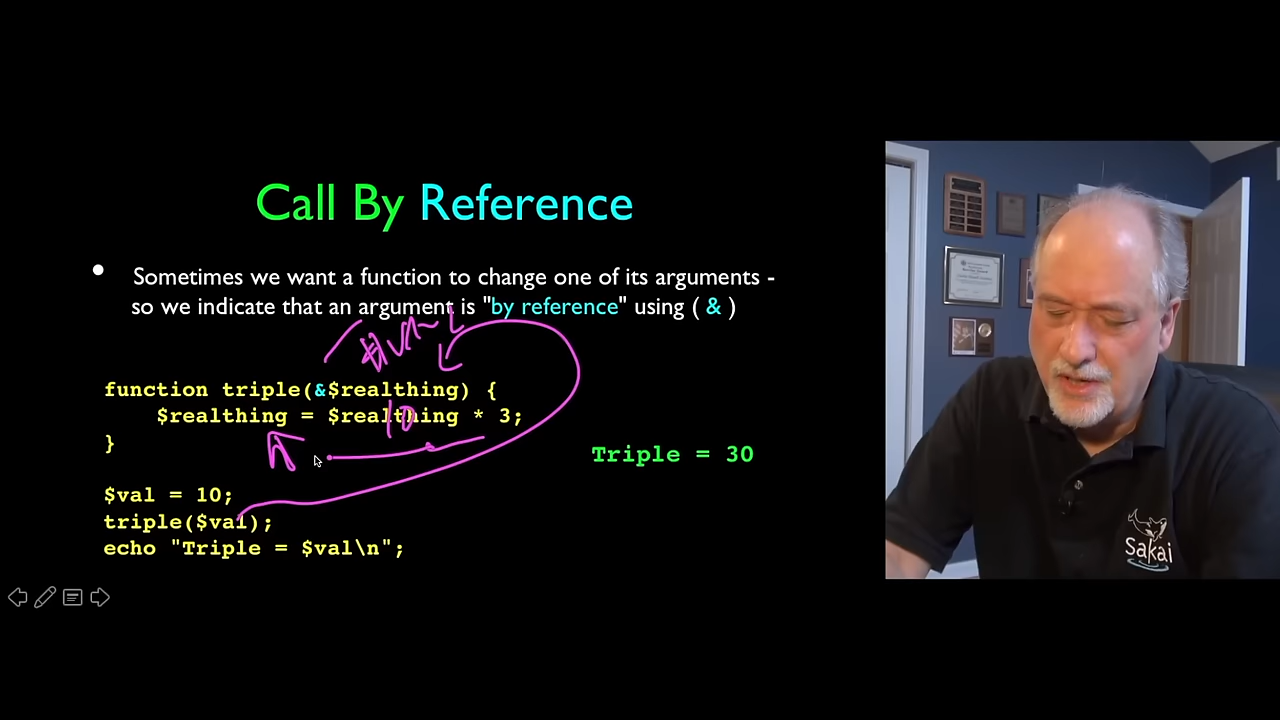 Call By Reference
• Sometimes we want a function to change one of its arguments -
so we indicate that an argument is "by reference" using ( & )
function triple(&$realthing) {
$realthing = $realthing * 3;
}
10
$val = 10;
triple($val);
echo "Triple = $val\n";
Triple = 30
Sakai